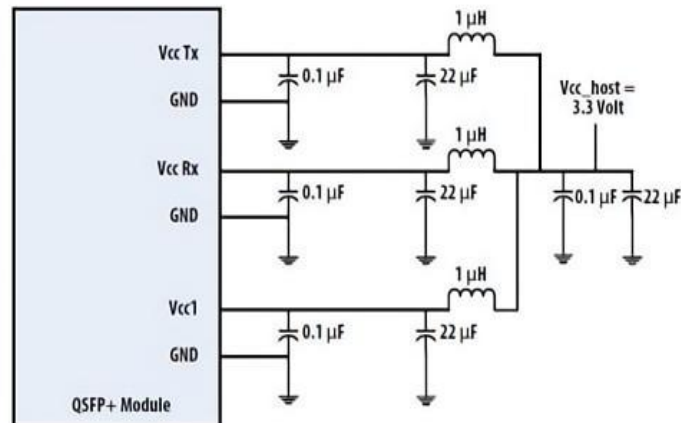 1 µH
Vcc Tx
0.1 µF
22 µF
GND
Vcc_host =
3.3 Volt
1 µH
Vcc Rx
0.1 µF
22 µF
0.1 µF
22 µF
GND
1 µH
Vcc1
0.1 µF
22 µF
GND
QSFP+ Module